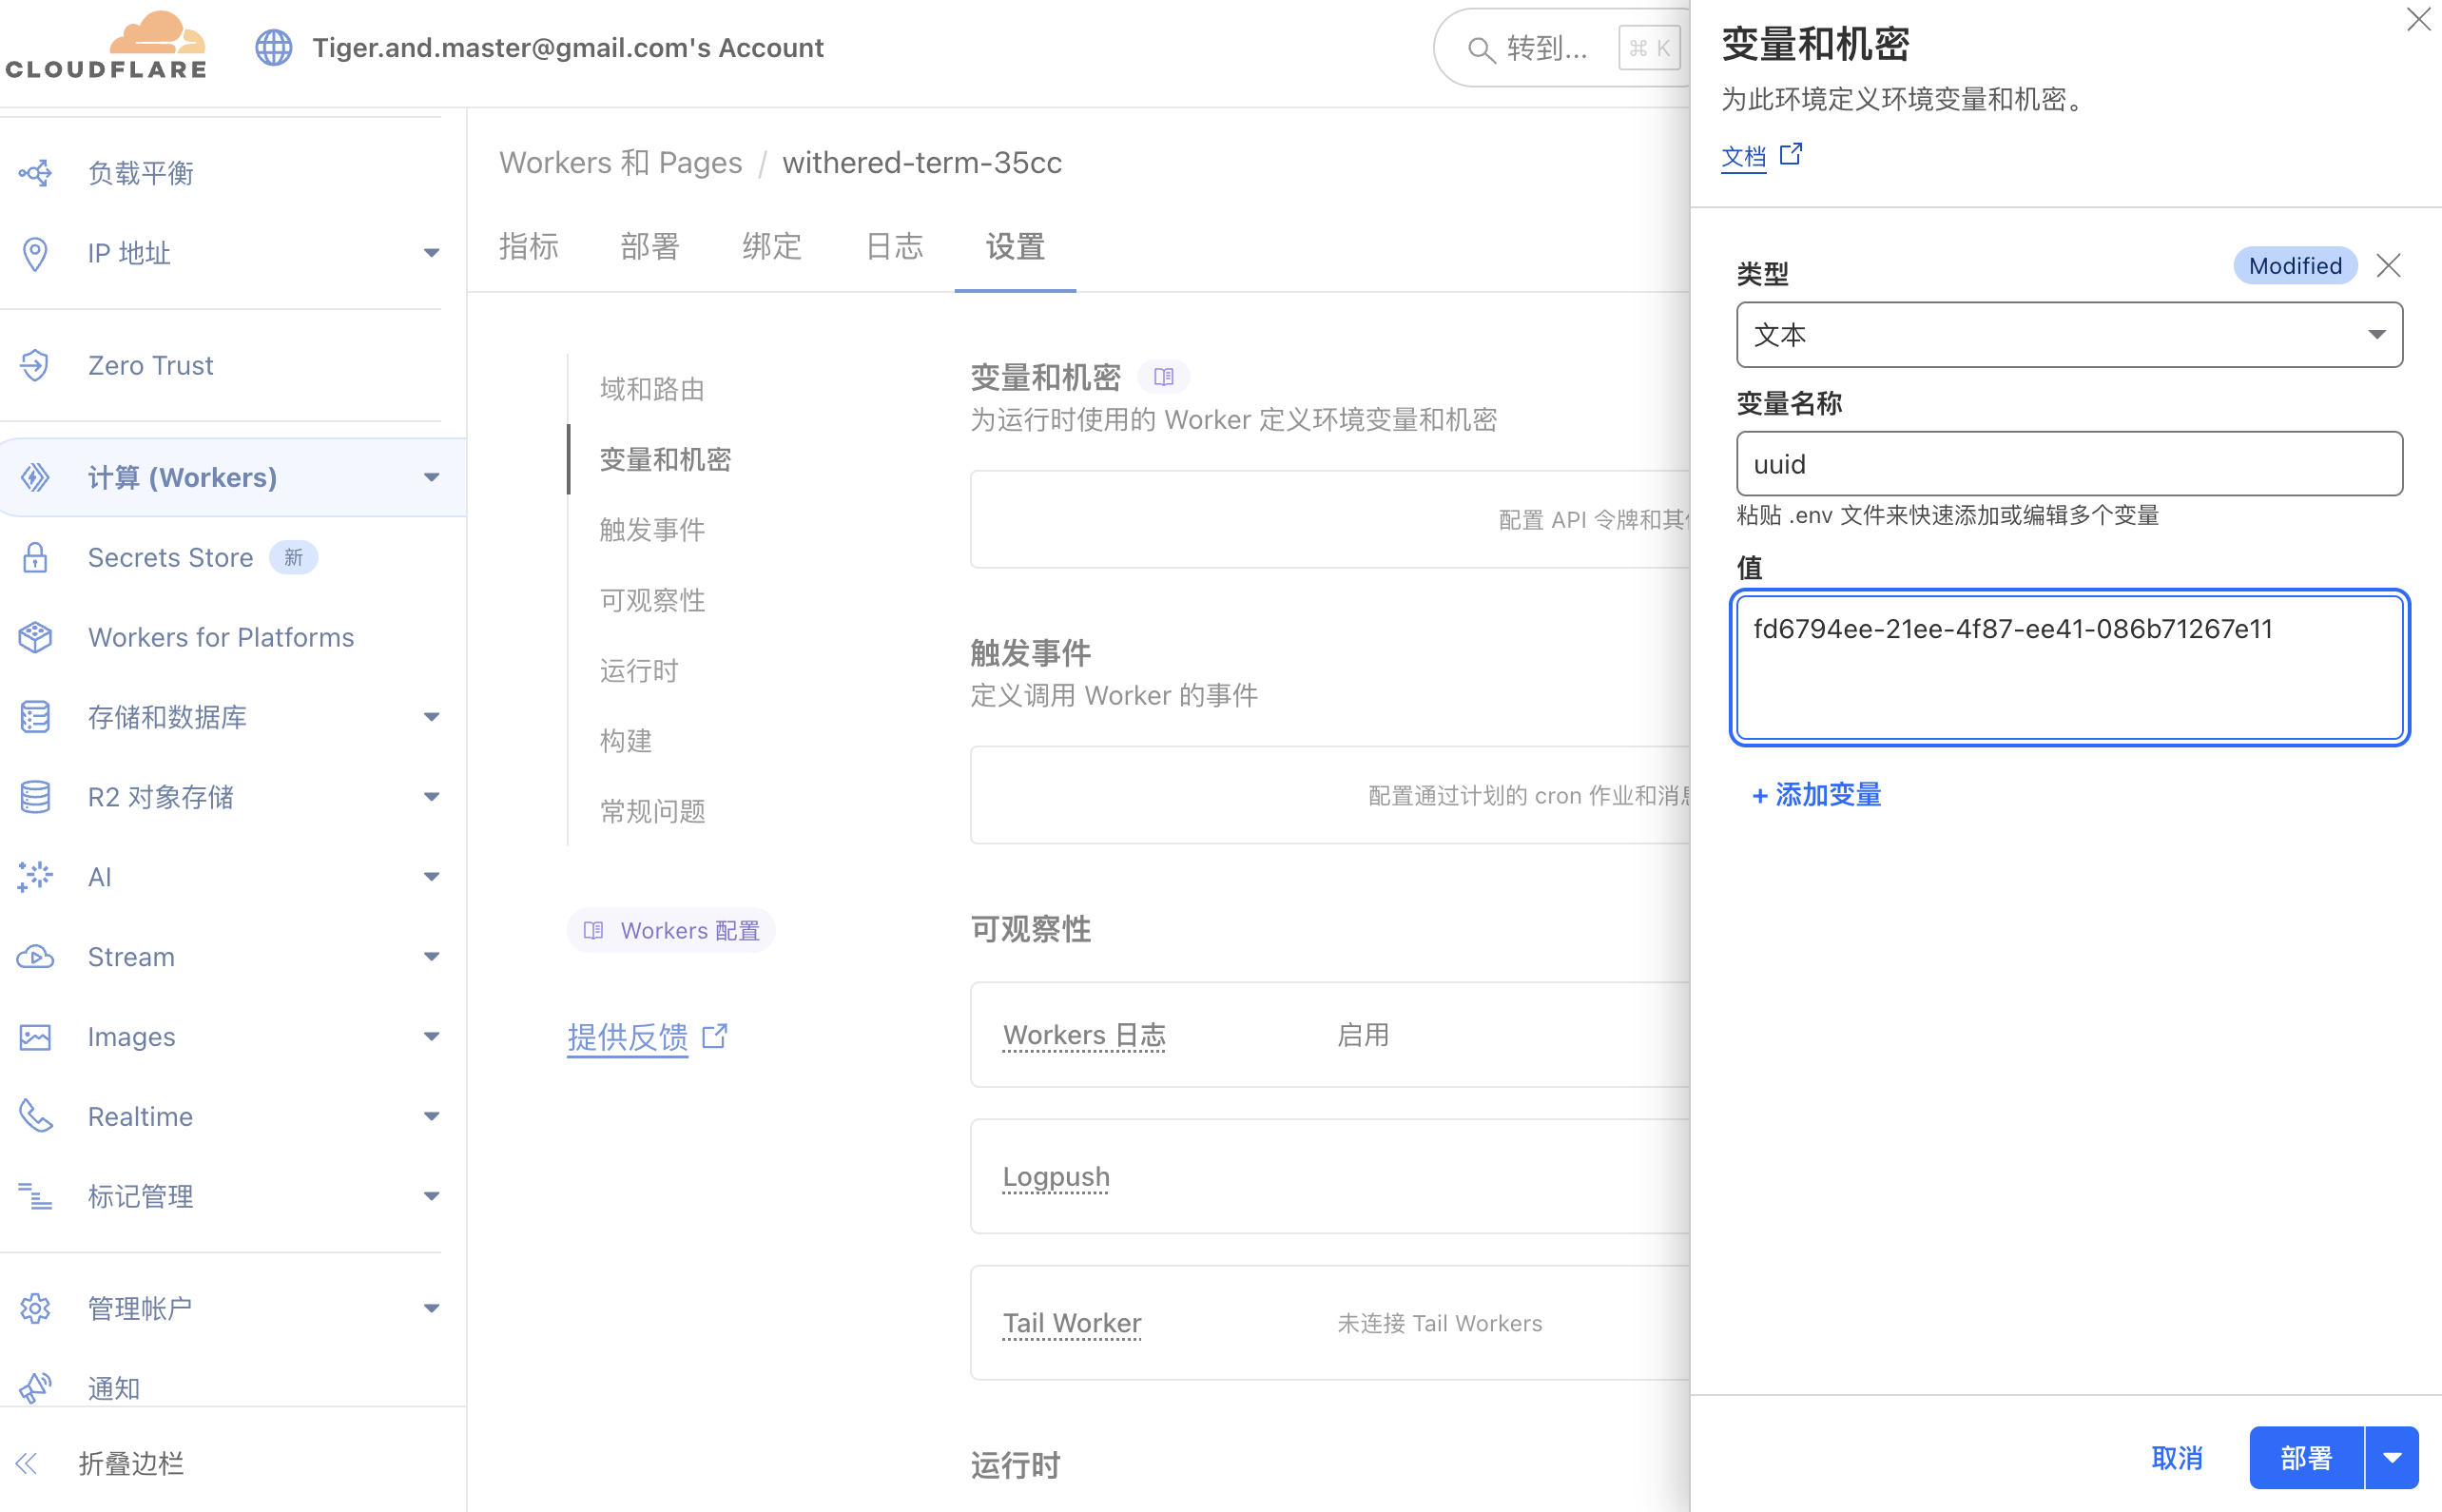 CLOUDFLARE
Tiger.and.master@gmail.com's Account
转到...
⌘ K
负载平衡
IP 地址
Zero Trust
计算 (Workers)
Secrets Store 新
Workers for Platforms
存储和数据库
R2 对象存储
AI
Stream
Images
Realtime
标记管理
管理帐户
通知
折叠边栏
Workers 和 Pages / withered-term-35cc
指标
部署
绑定
日志
设置
域和路由
变量和机密
触发事件
可观察性
运行时
构建
常规问题
Workers 配置
提供反馈
变量和机密
为运行时使用的 Worker 定义环境变量和机密
配置 API 令牌和其
触发事件
定义调用 Worker 的事件
配置通过计划的 cron 作业和消
可观察性
Workers 日志 启用
Logpush
Tail Worker 未连接 Tail Workers
运行时
变量和机密
为此环境定义环境变量和机密。
文档
类型
Modified
文本
变量名称
uuid
粘贴 .env 文件来快速添加或编辑多个变量
值
fd6794ee-21ee-4f87-ee41-086b71267e11
+ 添加变量
取消
部署